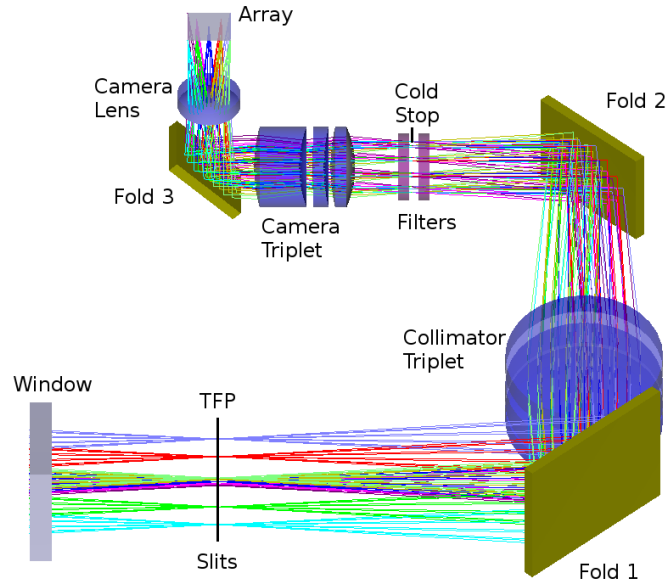 Array
Camera
Lens
Cold
Stop
Fold 2
Fold 3
Camera
Triplet
Filters
Collimator
Triplet
Window
TFP
Slits
Fold 1